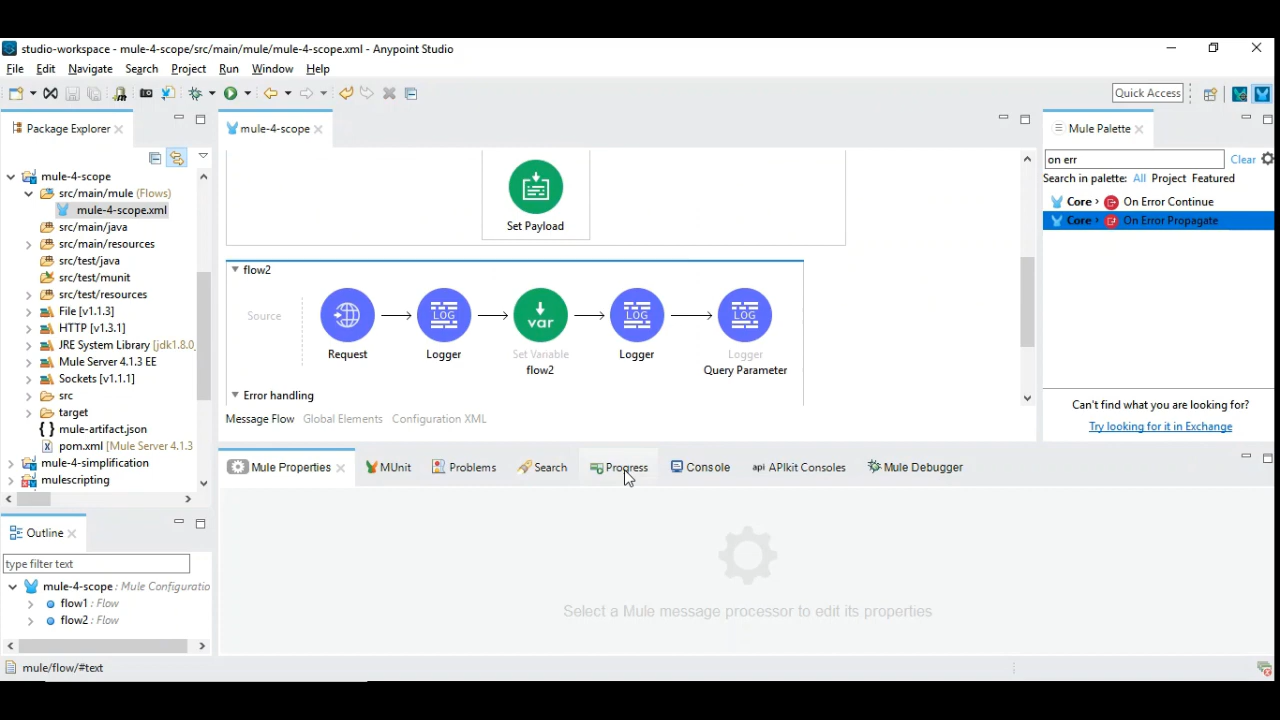 studio-workspace - mule-4-scope/src/main/mule/mule-4-scope.xml - Anypoint Studio
File Edit Navigate Search Project Run Window Help
Quick Access
Package Explorer
mule-4-scope
src/main/mule (Flows)
mule-4-scope.xml
src/main/java
src/main/resources
src/test/java
src/test/munit
src/test/resources
File [v1.1.3]
HTTP [v1.3.1]
JRE System Library [jdk1.8.0_
Mule Server 4.1.3 EE
Sockets [v1.1.1]
src
target
mule-artifact.json
pom.xml [Mule Server 4.1.3
mule-4-simplification
mulescripting
Outline
type filter text
mule-4-scope : Mule Configuratio
flow1 : Flow
flow2 : Flow
mule/flow/#text
mule-4-scope
Set Payload
flow2
Source
LOG
var
LOG
LOG
Request
Logger
Set Variable
flow2
Logger
Logger
Query Parameter
Error handling
Message Flow Global Elements Configuration XML
Mule Properties MUnit Problems Search Progress Console api APIkit Consoles Mule Debugger
Select a Mule message processor to edit its properties
Mule Palette
on err
Clear
Search in palette: All Project Featured
Core > On Error Continue
Core > On Error Propagate
Can't find what you are looking for?
Try looking for it in Exchange